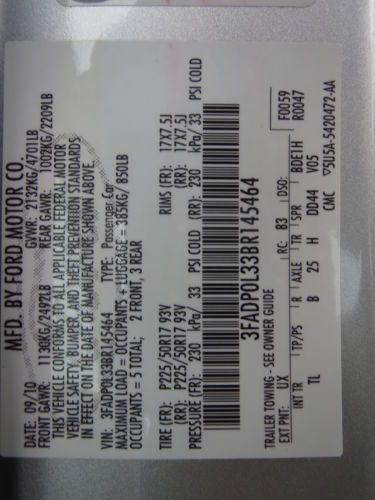 MFD. BY FORD MOTOR CO.
DATE: 09/10 GVWR: 2132KG/4701LB
FRONT GAWR: 1130KG/2492LB REAR GAWR: 1002KG/2209LB
THIS VEHICLE CONFORMS TO ALL APPLICABLE FEDERAL MOTOR
VEHICLE SAFETY, BUMPER, AND THEFT PREVENTION STANDARDS
IN EFFECT ON THE DATE OF MANUFACTURE SHOWN ABOVE.
VIN: 3FADP0L33BR145464 TYPE: Passenger Car
MAXIMUM LOAD = OCCUPANTS + LUGGAGE = 385KG/ 850LB
OCCUPANTS = 5 TOTAL; 2 FRONT, 3 REAR
TIRE (FR): P225/50R17 93V RIMS (FR): 17X7.5J
(RR): P225/50R17 93V (RR): 17X7.5J
PRESSURE (FR): 230 kPa/ 33 PSI COLD (RR): 230 kPa/ 33 PSI COLD
3FADP0L33BR145464
TRAILER TOWING - SEE OWNER GUIDE F0059
EXT PNT: UX RC: 83 DSO: R0047
INT TR TP/PS R AXLE TR SPR BDE1H
TL B 25 H DD44 V05
CMC ▽5U5A-5420472-AA